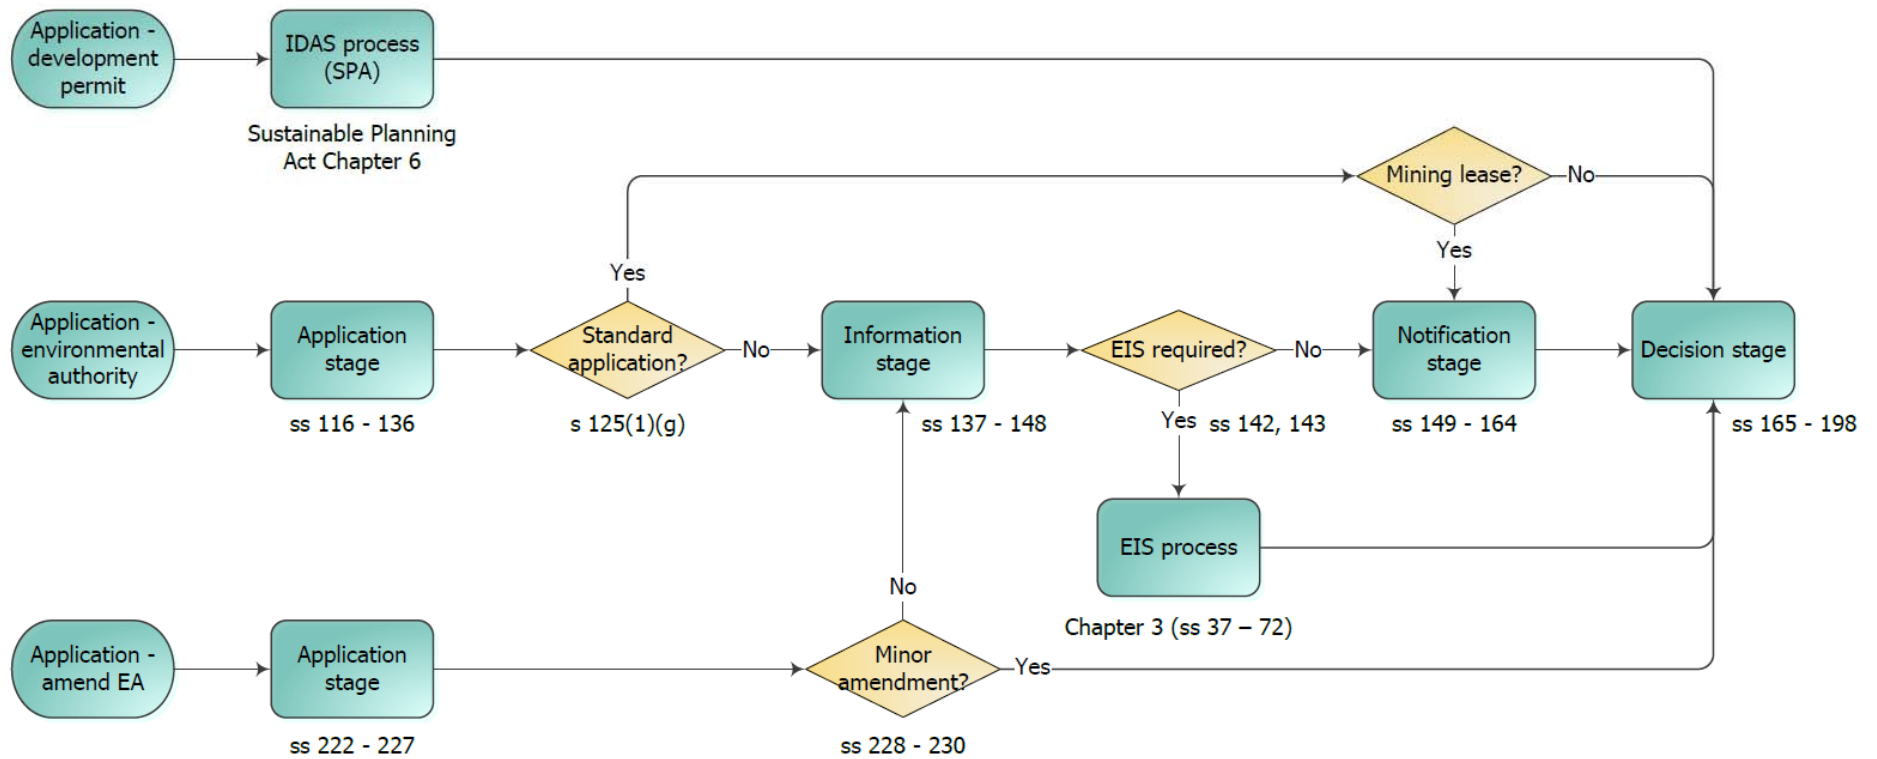 Application -
development
permit
IDAS process
(SPA)
Sustainable Planning
Act Chapter 6
Mining lease?
No
Yes
Yes
Application -
environmental
authority
Application
stage
Standard
application?
No
Information
stage
EIS required?
No
Notification
stage
Decision stage
ss 116 - 136
s 125(1)(g)
ss 137 - 148
Yes
ss 142, 143
ss 149 - 164
ss 165 - 198
EIS process
Chapter 3 (ss 37 – 72)
No
Application -
amend EA
Application
stage
Minor
amendment?
Yes
ss 222 - 227
ss 228 - 230